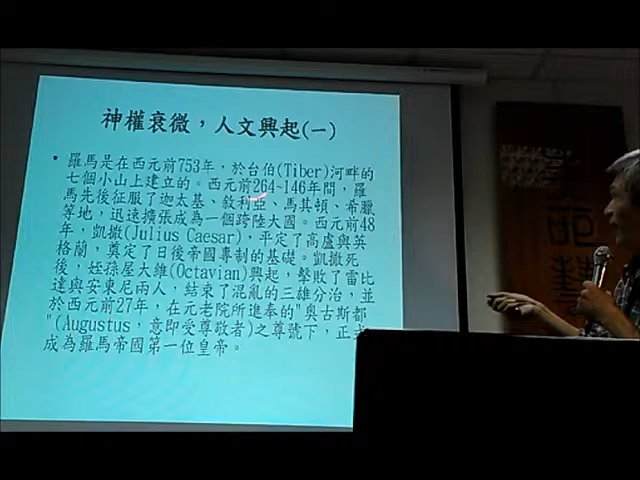 神權衰微，人文興起(一)
• 羅馬是在西元前753年，於台伯(Tiber)河畔的
七個小山上建立的。西元前264-146年間，羅
馬先後征服了迦太基、敘利亞、馬其頓、希臘
等地，迅速擴張成為一個跨陸大國。西元前48
年，凱撒(Julius Caesar)，平定了高盧與英
格蘭，奠定了日後帝國專制的基礎。凱撒死
後，姪孫屋大維(Octavian)興起，擊敗了雷比
達與安東尼兩人，結束了混亂的三雄分治，並
於西元前27年，在元老院所進奉的"奧古斯都
"(Augustus，意即受尊敬者)之尊號下，正式
成為羅馬帝國第一位皇帝。